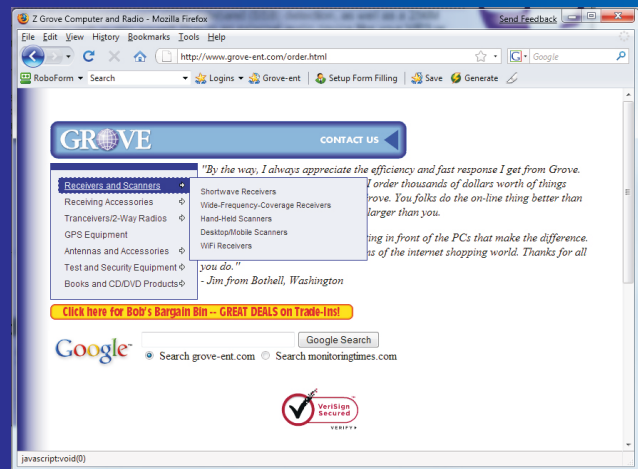 Z Grove Computer and Radio - Mozilla Firefox
Send Feedback
File Edit View History Bookmarks Tools Help
http://www.grove-ent.com/order.html
Google
RoboForm Search Logins Grove-ent Setup Form Filling Save Generate
GROVE
CONTACT US
Receivers and Scanners
Receiving Accessories
Tranceivers/2-Way Radios
GPS Equipment
Antennas and Accessories
Test and Security Equipment
Books and CD/DVD Products
Shortwave Receivers
Wide-Frequency-Coverage Receivers
Hand-Held Scanners
Desktop/Mobile Scanners
WiFi Receivers
"By the way, I always appreciate the efficiency and fast response I get from Grove.
I order thousands of dollars worth of things
rove. You folks do the on-line thing better than
larger than you.
ting in front of the PCs that make the difference.
ns of the internet shopping world. Thanks for all
you do."
- Jim from Bothell, Washington
Click here for Bob's Bargain Bin -- GREAT DEALS on Trade-Ins!
Google
Google Search
Search grove-ent.com Search monitoringtimes.com
VeriSign
Secured
VERIFY
javascript:void(0)